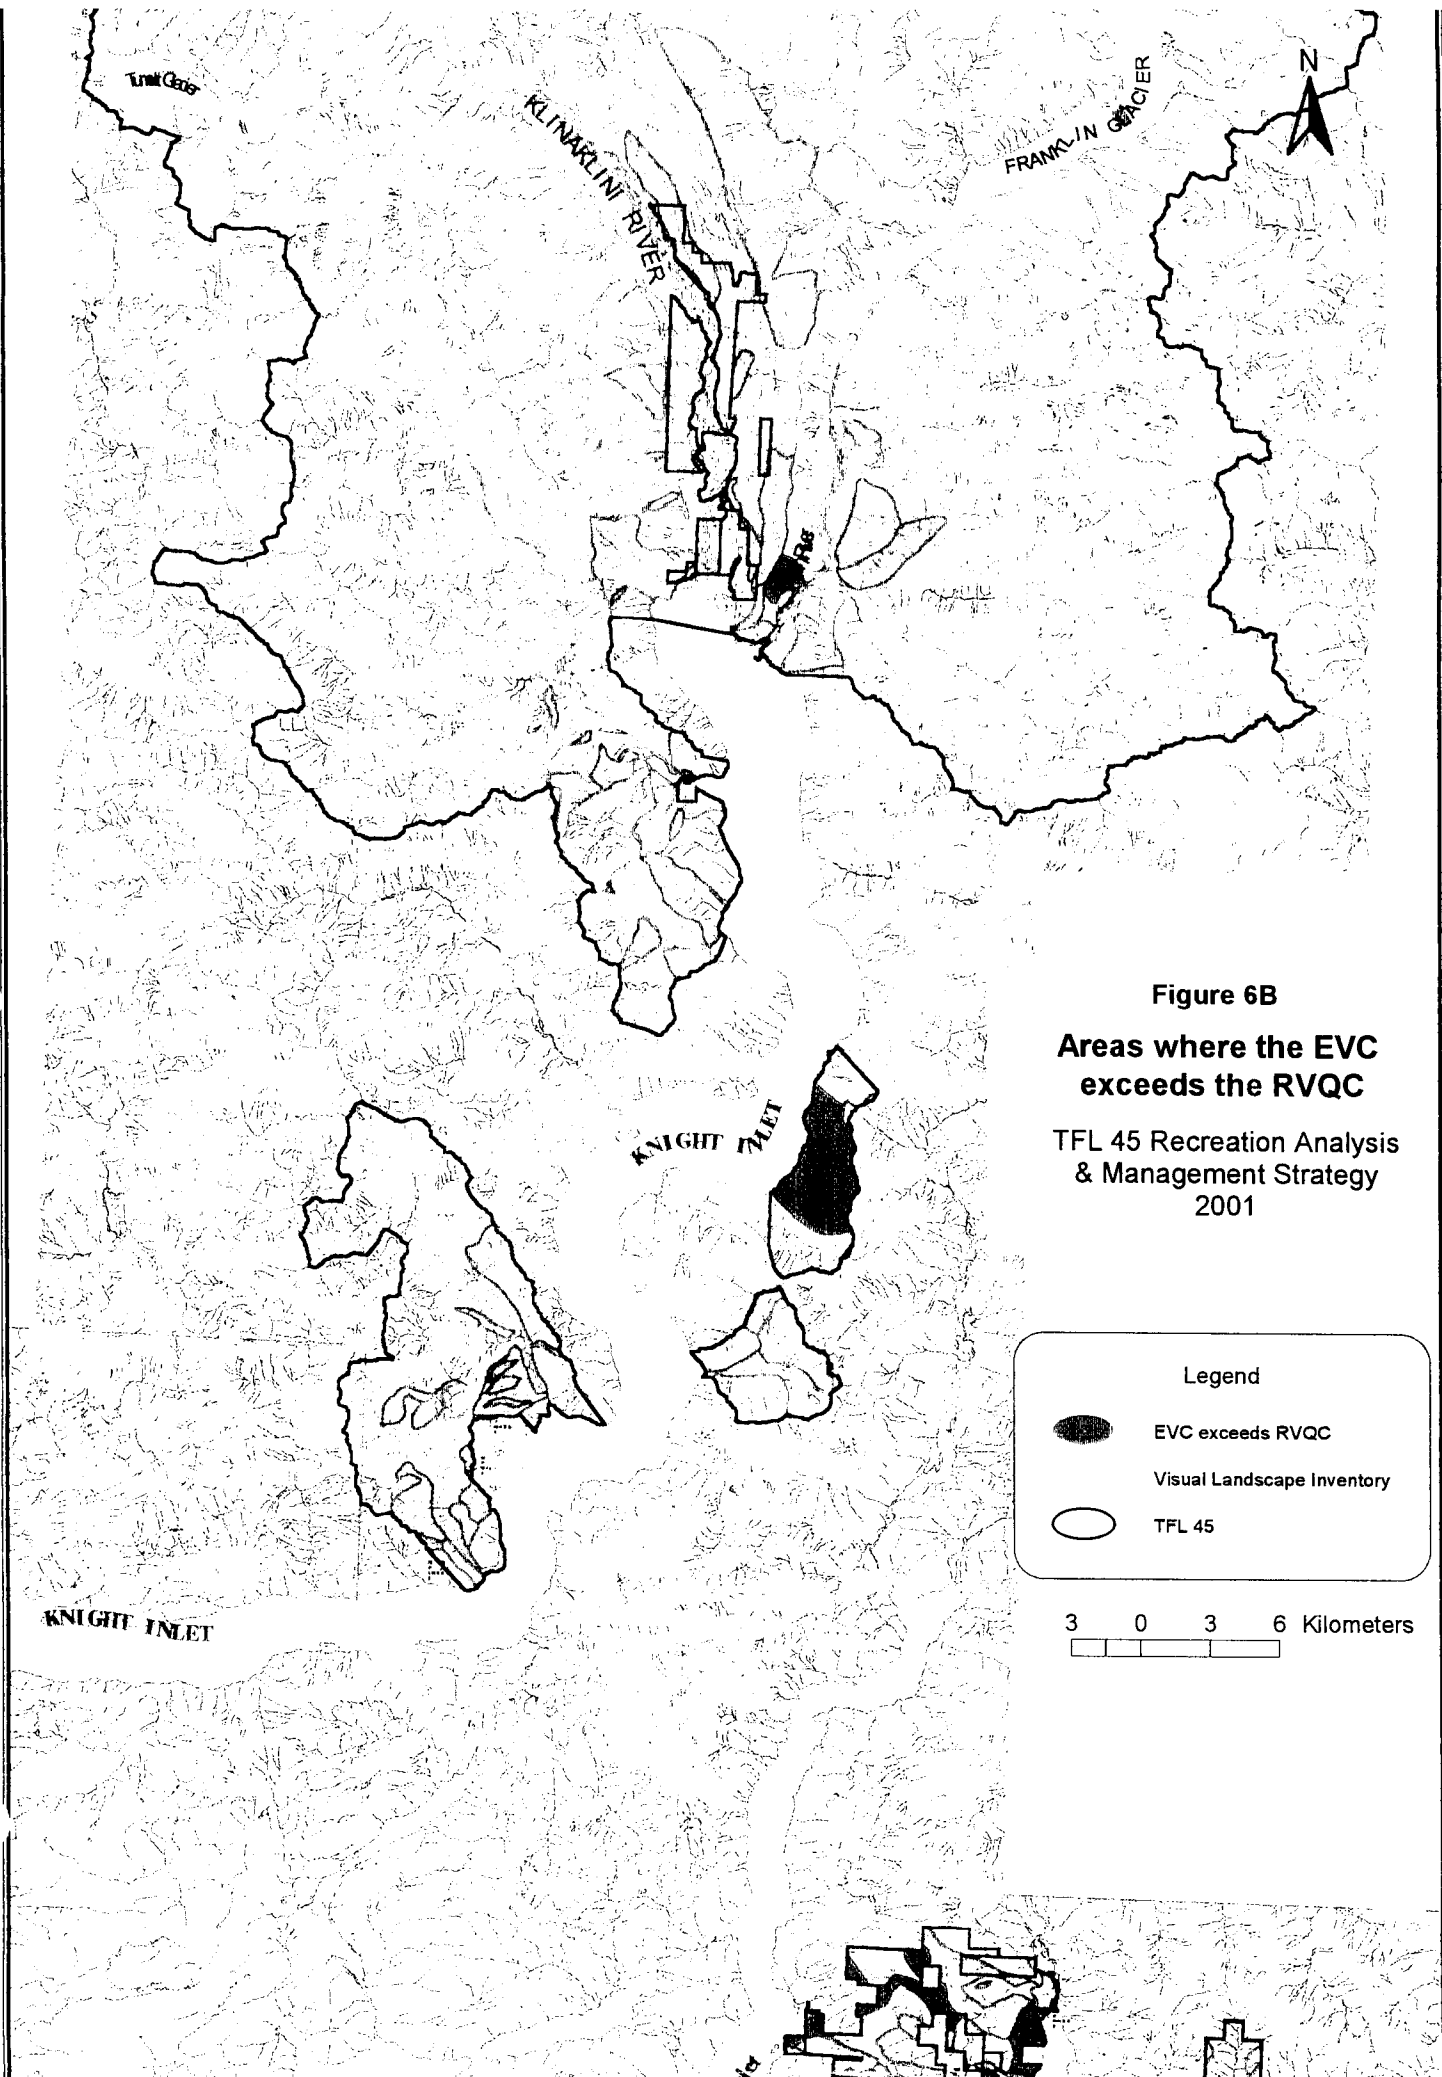 Tumult Glacier
KLINAKLINI RIVER
FRANKLIN GLACIER
N
KNIGHT INLET
Figure 6B
Areas where the EVC
exceeds the RVQC
TFL 45 Recreation Analysis
& Management Strategy
2001
Legend
EVC exceeds RVQC
Visual Landscape Inventory
TFL 45
3 0 3 6 Kilometers
KNIGHT INLET